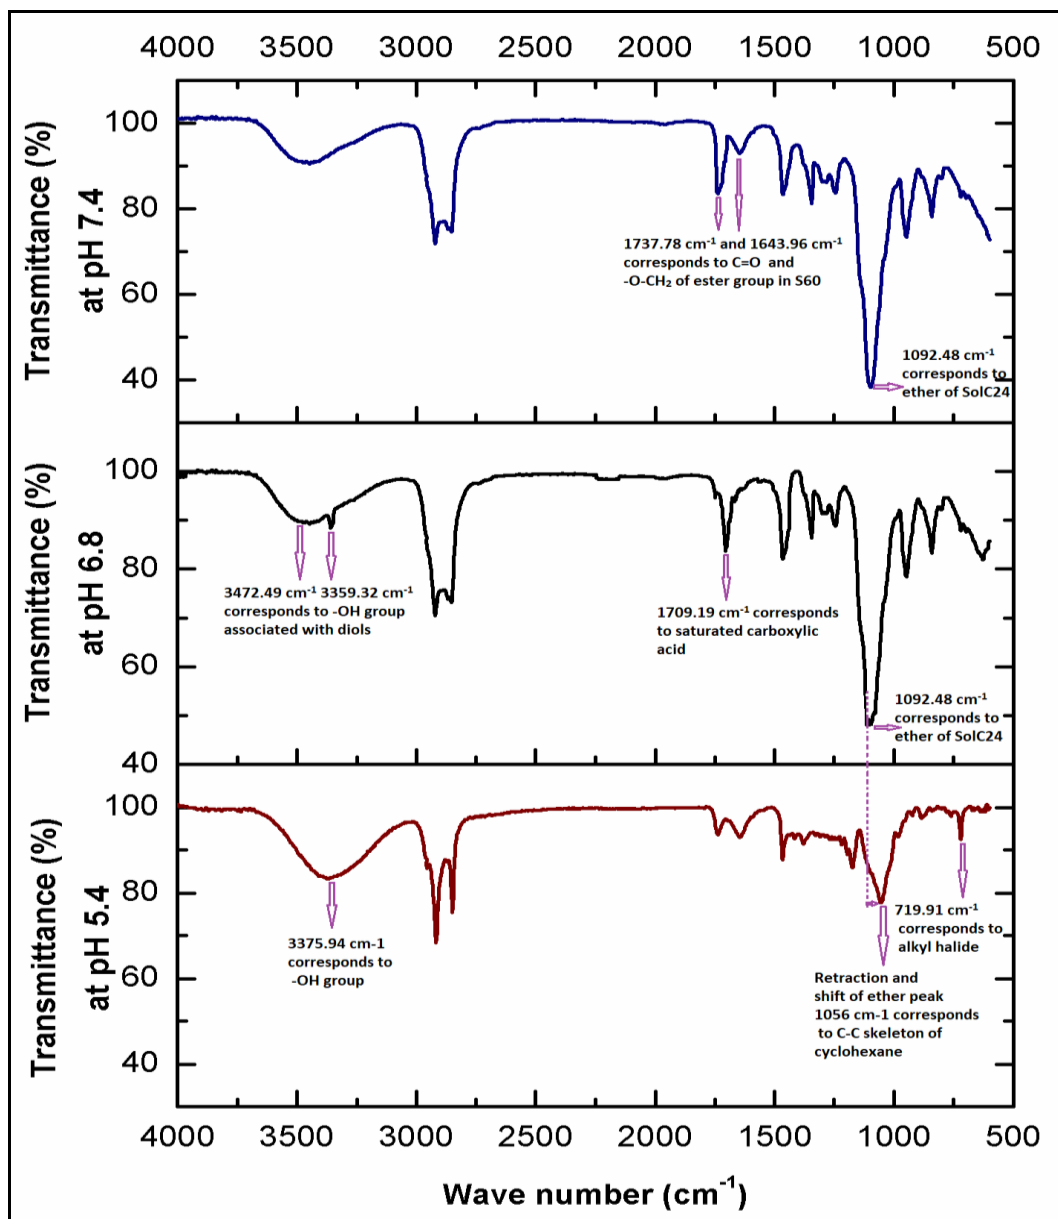 4000 3500 3000 2500 2000 1500 1000 500
Transmittance (%)
at pH 7.4
100
80
60
40
1737.78 cm⁻¹ and 1643.96 cm⁻¹
corresponds to C=O and
-O-CH₂ of ester group in S60
1092.48 cm⁻¹
corresponds to
ether of SolC24
Transmittance (%)
at pH 6.8
100
80
60
40
3472.49 cm⁻¹ 3359.32 cm⁻¹
corresponds to -OH group
associated with diols
1709.19 cm⁻¹ corresponds
to saturated carboxylic
acid
1092.48 cm⁻¹
corresponds to
ether of SolC24
Transmittance (%)
at pH 5.4
100
80
60
40
3375.94 cm-1
corresponds to
-OH group
719.91 cm⁻¹
corresponds to
alkyl halide
Retraction and
shift of ether peak
1056 cm-1 corresponds
to C-C skeleton of
cyclohexane
4000 3500 3000 2500 2000 1500 1000 500
Wave number (cm⁻¹)